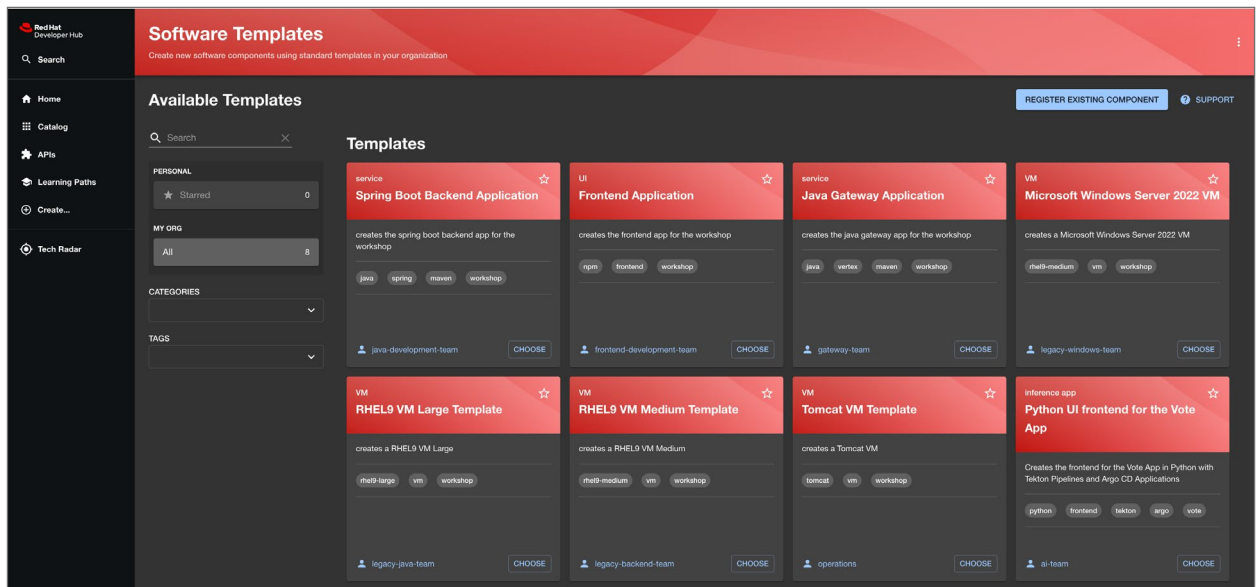 Red Hat
Developer Hub
Search
Home
Catalog
APIs
Learning Paths
Create...
Tech Radar
Software Templates
Create new software components using standard templates in your organization
Available Templates
REGISTER EXISTING COMPONENT
SUPPORT
Search
PERSONAL
Starred 0
MY ORG
All 8
CATEGORIES
TAGS
Templates
service
Spring Boot Backend Application
creates the spring boot backend app for the
workshop
java spring maven workshop
java-development-team CHOOSE
UI
Frontend Application
creates the frontend app for the workshop
npm frontend workshop
frontend-development-team CHOOSE
service
Java Gateway Application
creates the java gateway app for the workshop
java vertex maven workshop
gateway-team CHOOSE
VM
Microsoft Windows Server 2022 VM
creates a Microsoft Windows Server 2022 VM
rhel9-medium vm workshop
legacy-windows-team CHOOSE
VM
RHEL9 VM Large Template
creates a RHEL9 VM Large
rhel9-large vm workshop
legacy-java-team CHOOSE
VM
RHEL9 VM Medium Template
creates a RHEL9 VM Medium
rhel9-medium vm workshop
legacy-backend-team CHOOSE
VM
Tomcat VM Template
creates a Tomcat VM
tomcat vm workshop
operations CHOOSE
inference app
Python UI frontend for the Vote
App
Creates the frontend for the Vote App in Python with
Tekton Pipelines and Argo CD Applications
python frontend tekton argo vote
ai-team CHOOSE